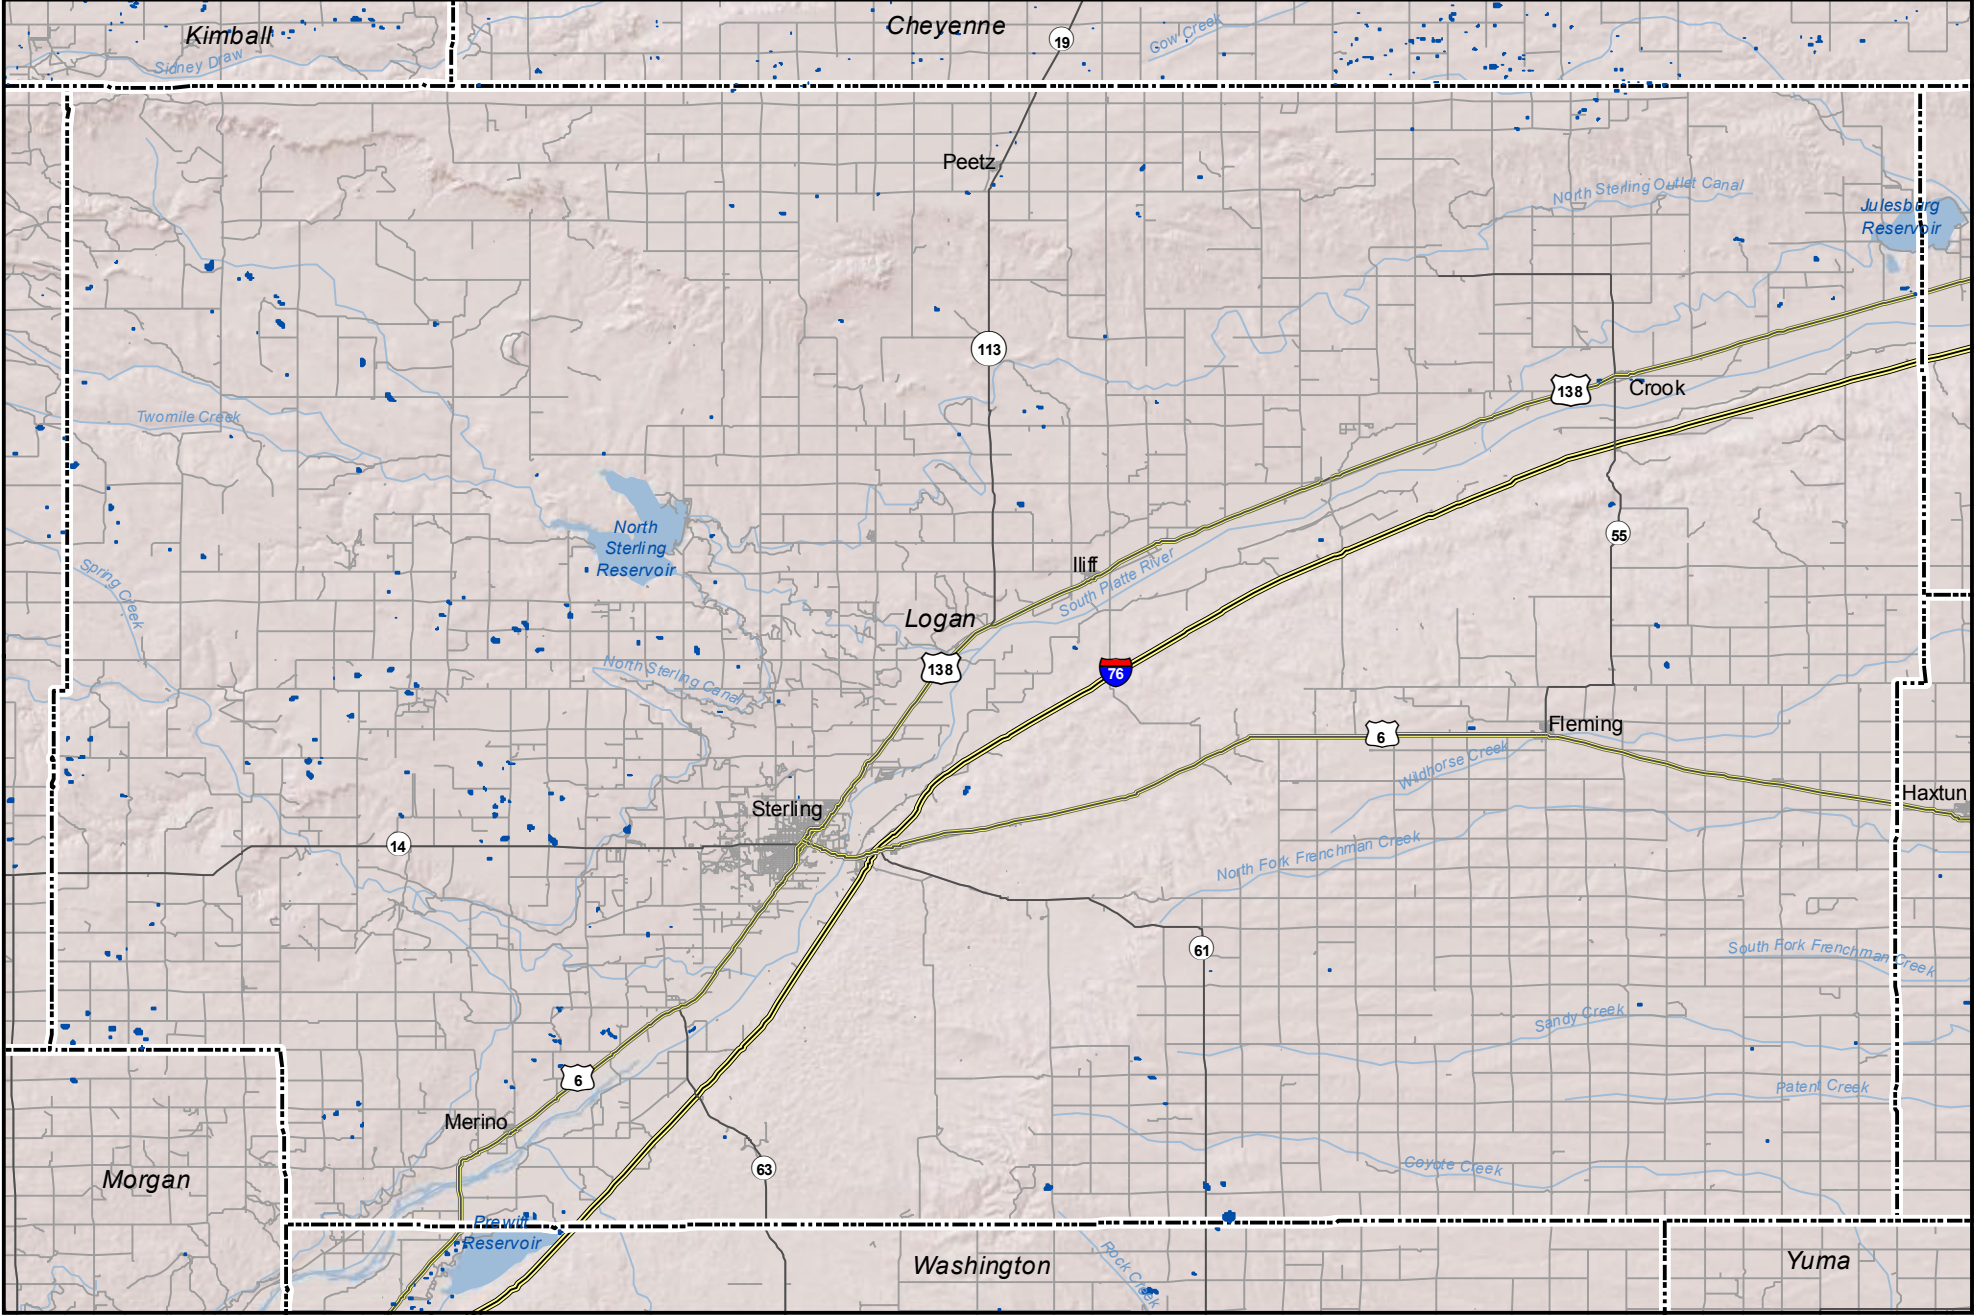 Kimball
Cheyenne
19
Cow Creek
Sidney Draw
Peetz
North Sterling Outlet Canal
Julesburg
Reservoir
113
138
Crook
Twomile Creek
North
Sterling
Reservoir
55
Iliff
South Platte River
Spring Creek
Logan
138
76
North Sterling Canal
Fleming
6
Wildhorse Creek
Haxtun
Sterling
14
North Fork Frenchman Creek
61
South Fork Frenchman Creek
Sandy Creek
6
Patent Creek
Merino
63
Coyote Creek
Morgan
Prewitt
Reservoir
Washington
Rock Creek
Yuma